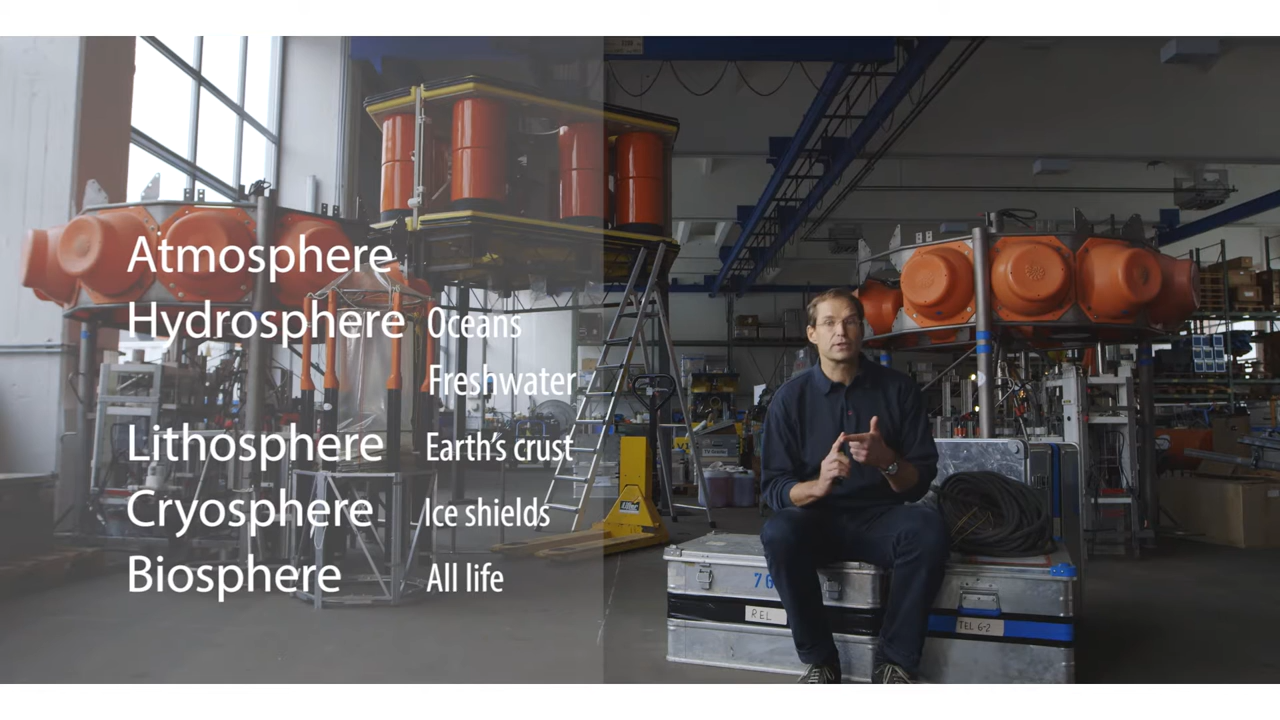 Atmosphere
Hydrosphere Oceans
Freshwater
Lithosphere Earth's crust
Cryosphere Ice shields
Biosphere All life
76
REL
TEL 6-2